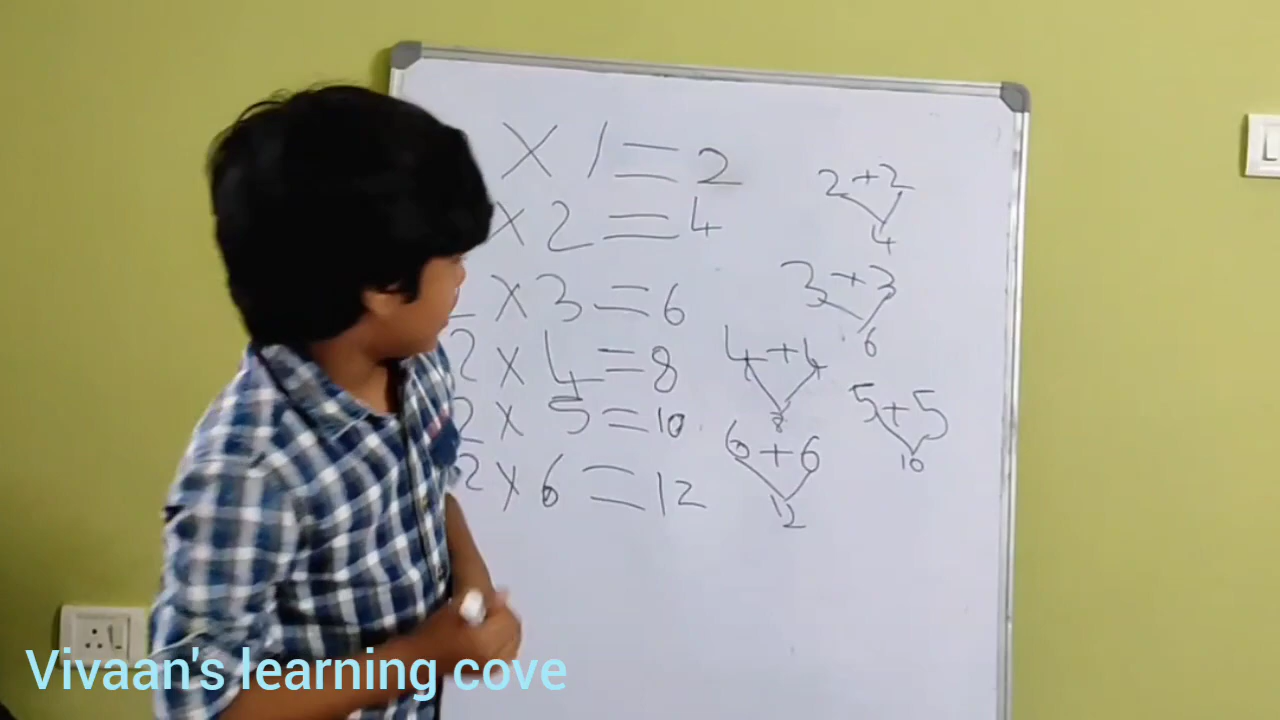 X 1 = 2
X 2 = 4
2 X 3 = 6
2 X 4 = 8
2 X 5 = 10
2 X 6 = 12
2 + 2
4
3 + 3
6
4 + 4
8
5 + 5
10
6 + 6
12
Vivaan's learning cove